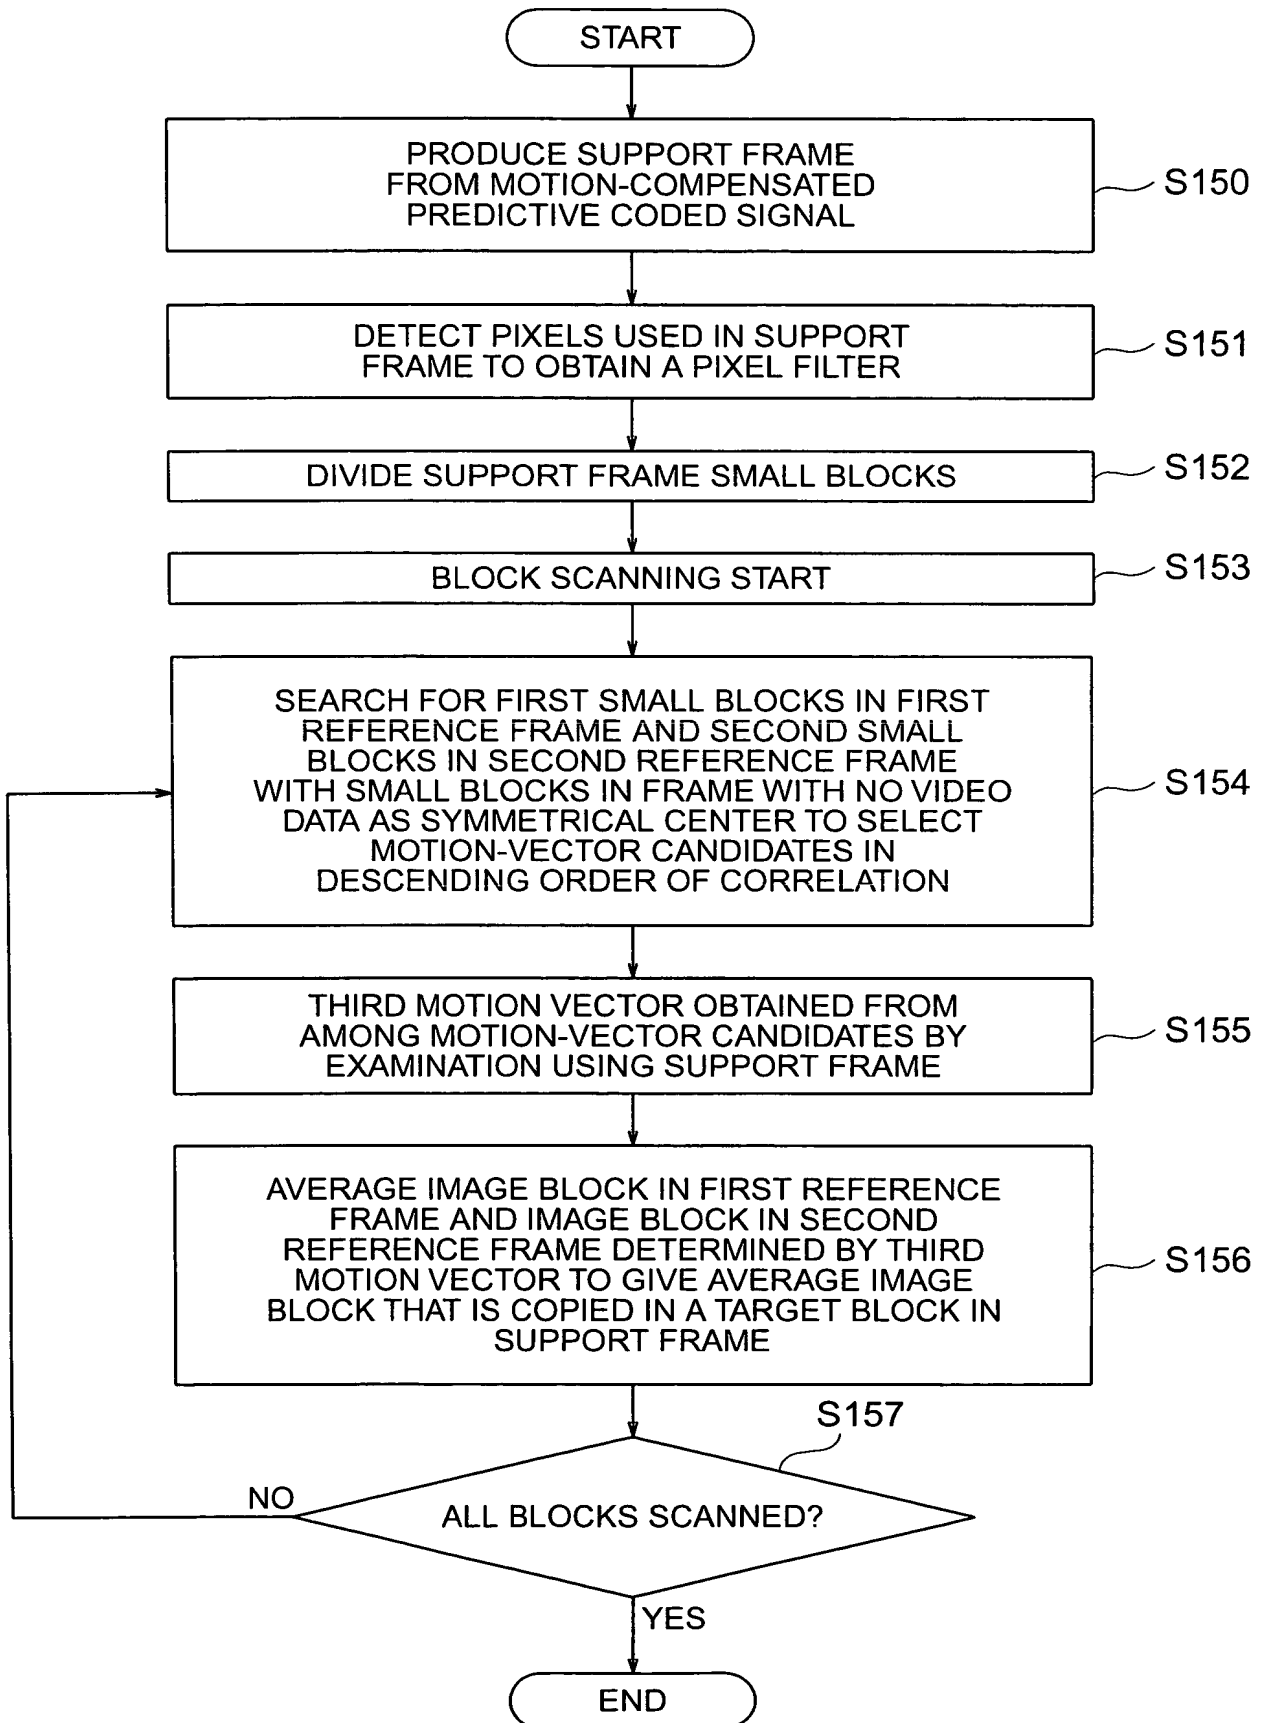 START
PRODUCE SUPPORT FRAME
FROM MOTION-COMPENSATED
PREDICTIVE CODED SIGNAL
S150
DETECT PIXELS USED IN SUPPORT
FRAME TO OBTAIN A PIXEL FILTER
S151
DIVIDE SUPPORT FRAME SMALL BLOCKS
S152
BLOCK SCANNING START
S153
SEARCH FOR FIRST SMALL BLOCKS IN FIRST
REFERENCE FRAME AND SECOND SMALL
BLOCKS IN SECOND REFERENCE FRAME
WITH SMALL BLOCKS IN FRAME WITH NO VIDEO
DATA AS SYMMETRICAL CENTER TO SELECT
MOTION-VECTOR CANDIDATES IN
DESCENDING ORDER OF CORRELATION
S154
THIRD MOTION VECTOR OBTAINED FROM
AMONG MOTION-VECTOR CANDIDATES BY
EXAMINATION USING SUPPORT FRAME
S155
AVERAGE IMAGE BLOCK IN FIRST REFERENCE
FRAME AND IMAGE BLOCK IN SECOND
REFERENCE FRAME DETERMINED BY THIRD
MOTION VECTOR TO GIVE AVERAGE IMAGE
BLOCK THAT IS COPIED IN A TARGET BLOCK IN
SUPPORT FRAME
S156
S157
NO
ALL BLOCKS SCANNED?
YES
END